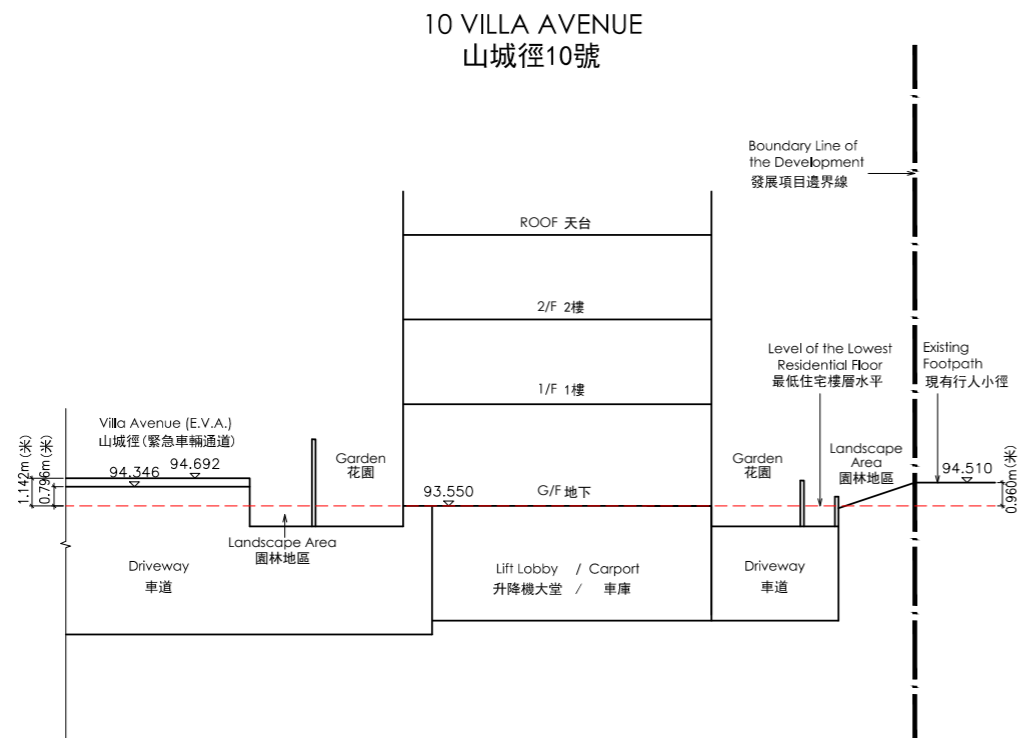 10 VILLA AVENUE
山城徑10號
Boundary Line of
the Development
發展項目邊界線
ROOF 天台
2/F 2樓
1/F 1樓
Level of the Lowest
Residential Floor
最低住宅樓層水平
Existing
Footpath
現有行人小徑
Villa Avenue (E.V.A.)
山城徑(緊急車輛通道)
94.346
94.692
1.142m(米)
0.796m(米)
Garden
花園
93.550
G/F 地下
Garden
花園
Landscape
Area
園林地區
94.510
0.960m(米)
Landscape Area
園林地區
Driveway
車道
Lift Lobby / Carport
升降機大堂 / 車庫
Driveway
車道